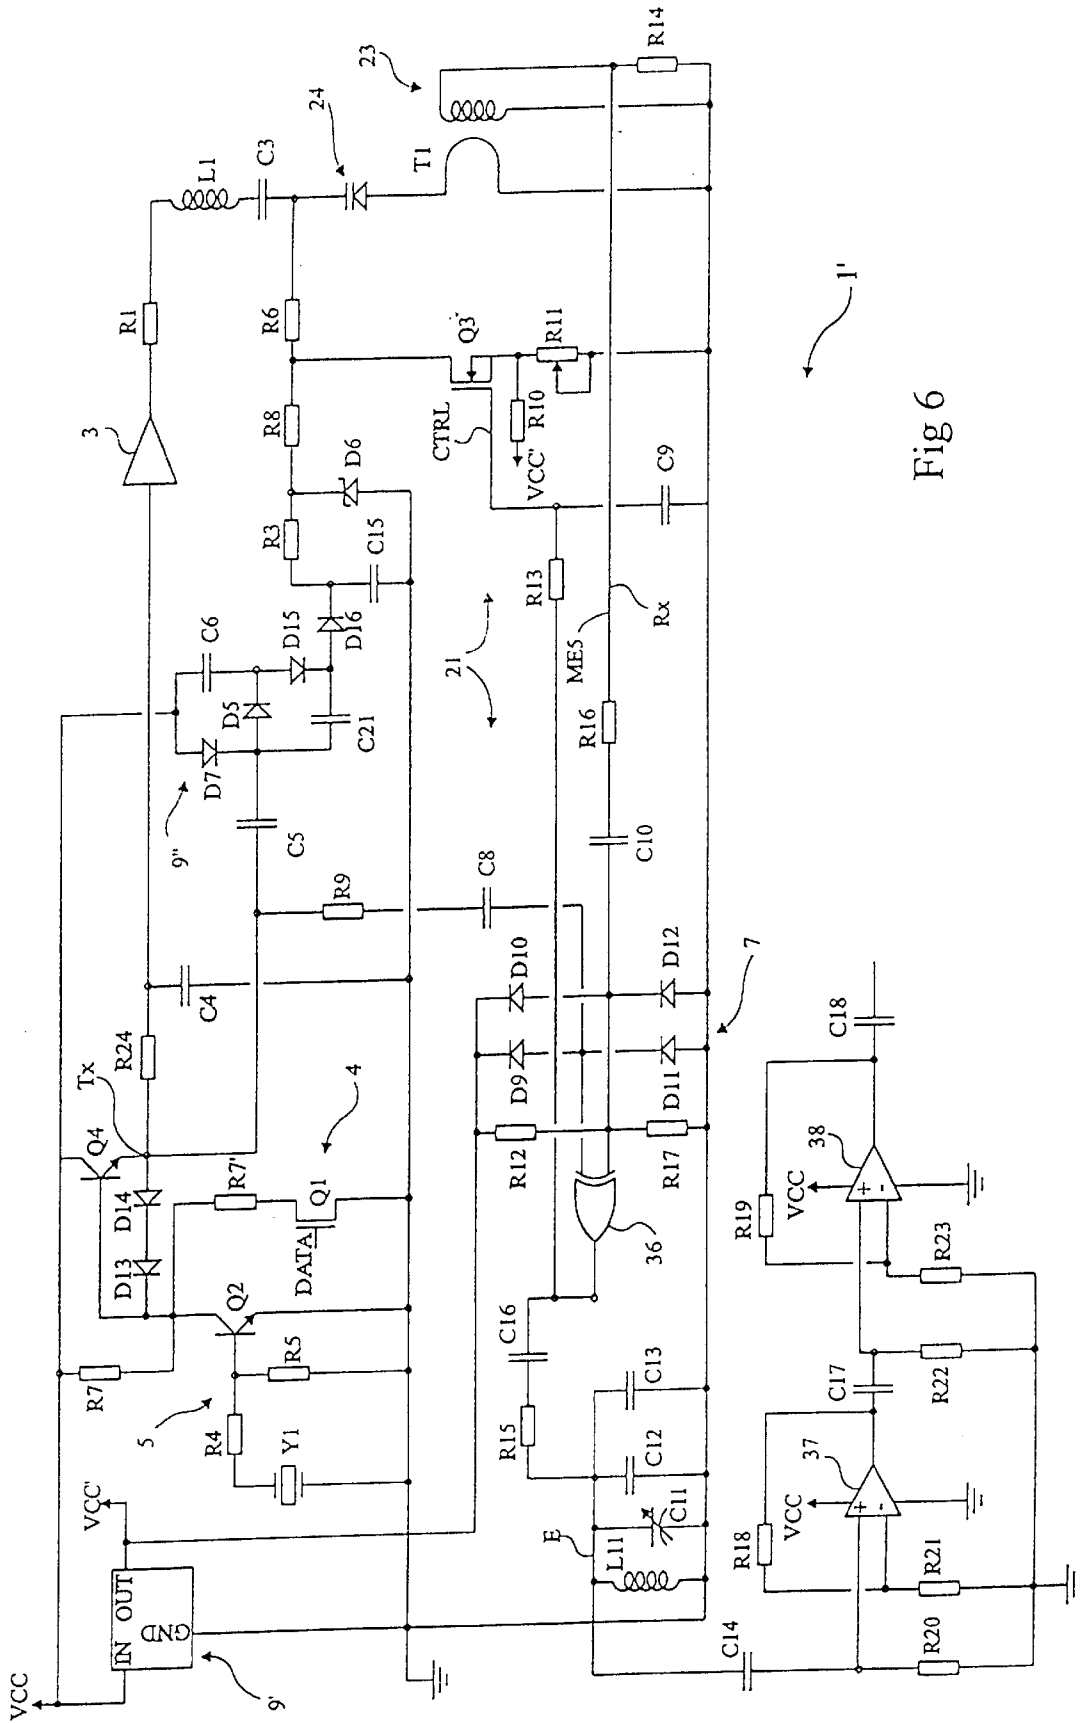 VCC
IN OUT
GND
9'
VCC'
R7
5
R4
Y1
R5
Q2
D13
D14
Q4
Tx
R7'
Q1
DATA
4
R24
C4
R9
C8
C5
9"
D7
D5
C6
D15
D16
C21
C15
R3
D6
R8
R6
3
R1
L1
C3
24
T1
23
R14
Q3
CTRL
R10
VCC'
R11
C9
R13
21
ME5
Rx
R16
C10
D10
D12
D9
D11
7
R12
R17
36
C16
R15
C13
C12
C11
L11
E
C14
R20
R21
R18
VCC
37
+
-
C17
R22
R23
R19
VCC
38
+
-
C18
1'
Fig 6